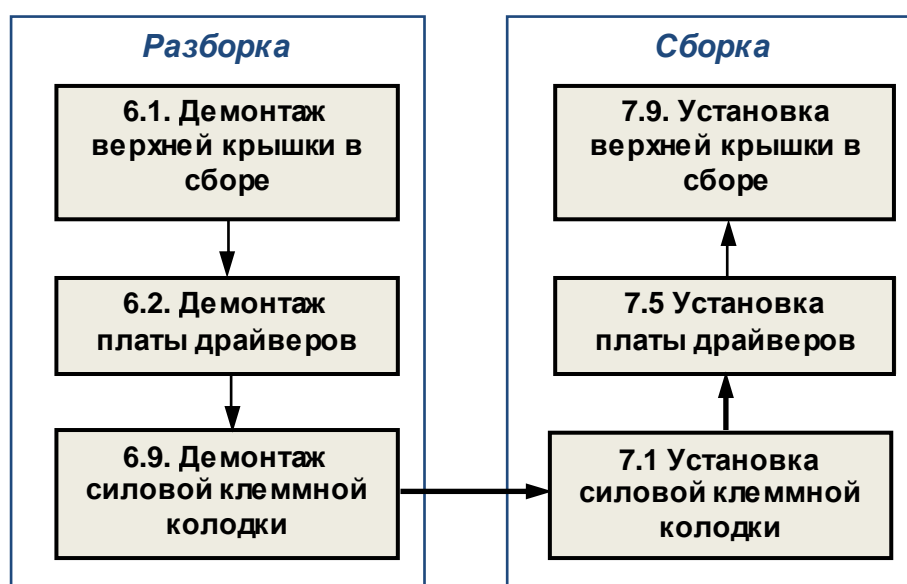 Разборка
6.1. Демонтаж
верхней крышки в
сборе
6.2. Демонтаж
платы драйверов
6.9. Демонтаж
силовой клеммной
колодки
Сборка
7.9. Установка
верхней крышки в
сборе
7.5 Установка
платы драйверов
7.1 Установка
силовой клеммной
колодки